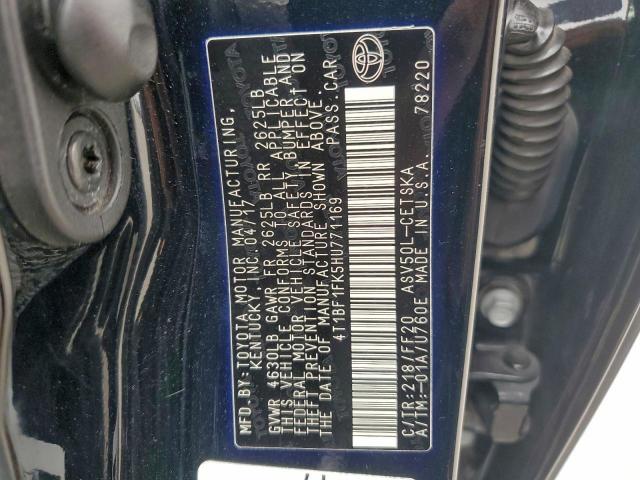 MFD.BY:TOYOTA MOTOR MANUFACTURING,
KENTUCKY, INC. 04/17
GVWR 4630LB GAWR FR 2625LB RR 2625LB
THIS VEHICLE CONFORMS TO ALL APPLICABLE
FEDERAL MOTOR VEHICLE SAFETY, BUMPER, AND
THEFT PREVENTION STANDARDS IN EFFECT ON
THE DATE OF MANUFACTURE SHOWN ABOVE.
4T1BF1FK5HU771169 PASS.CAR
C/TR:218/FF20 ASV50L-CETSKA
A/TM:-01A/U760E MADE IN U.S.A. 78220
TOYOTA